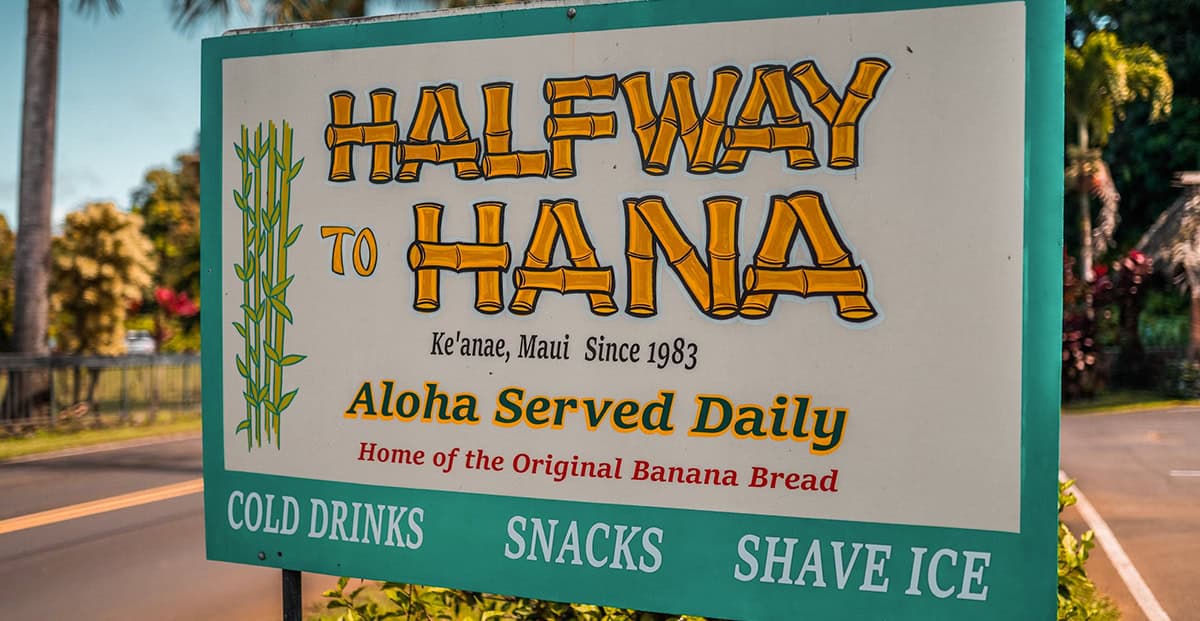 HALFWAY
TO HANA
Ke'anae, Maui Since 1983
Aloha Served Daily
Home of the Original Banana Bread
COLD DRINKS SNACKS SHAVE ICE